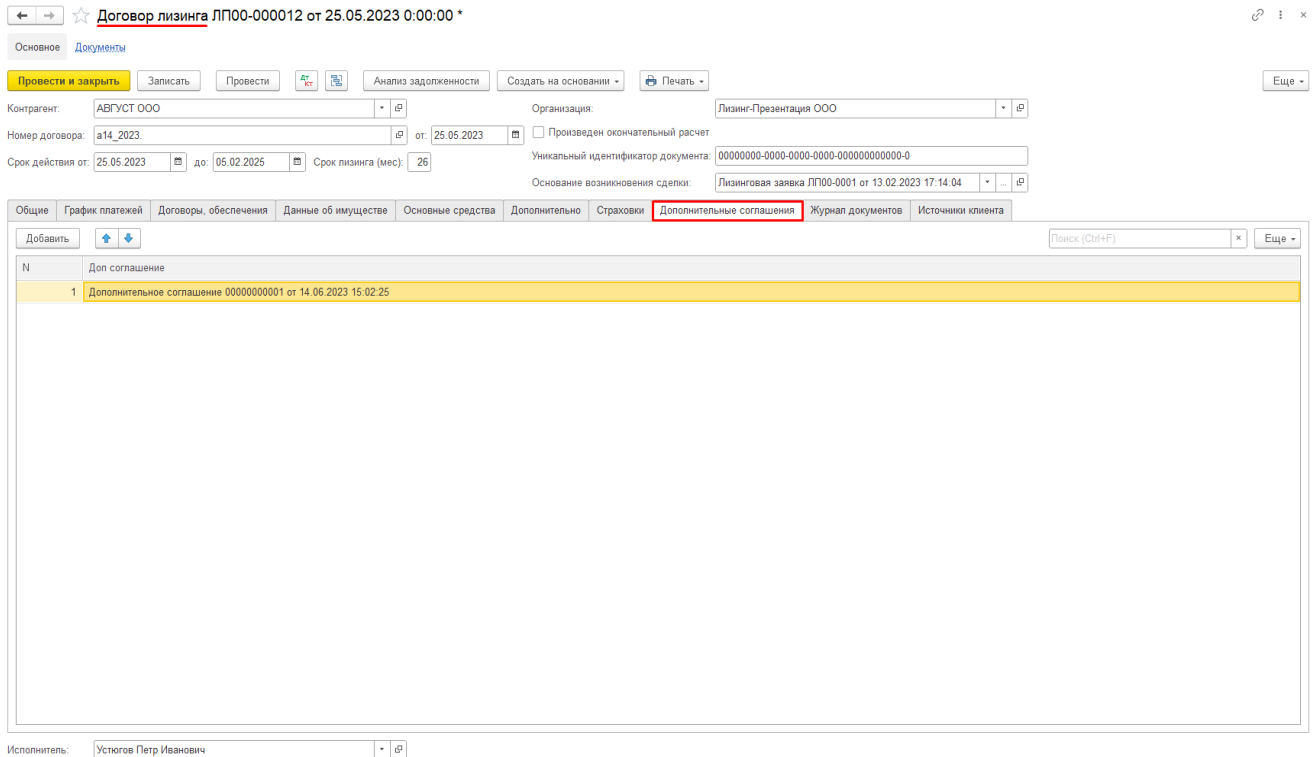 Договор лизинга ЛП00-000012 от 25.05.2023 0:00:00 *
Основное Документы
Провести и закрыть Записать Провести Дт Кт Анализ задолженности Создать на основании Печать Еще
Контрагент: АВГУСТ ООО Организация: Лизинг-Презентация ООО
Номер договора: а14_2023. от: 25.05.2023 Произведен окончательный расчет
Срок действия от: 25.05.2023 до: 05.02.2025 Срок лизинга (мес): 26 Уникальный идентификатор документа: 00000000-0000-0000-0000-000000000000-0
Основание возникновения сделки: Лизинговая заявка ЛП00-0001 от 13.02.2023 17:14:04 ...
Общие График платежей Договоры, обеспечения Данные об имуществе Основные средства Дополнительно Страховки Дополнительные соглашения Журнал документов Источники клиента
Добавить Поиск (Ctrl+F) × Еще
N Доп соглашение
1 Дополнительное соглашение 00000000001 от 14.06.2023 15:02:25
Исполнитель: Устюгов Петр Иванович